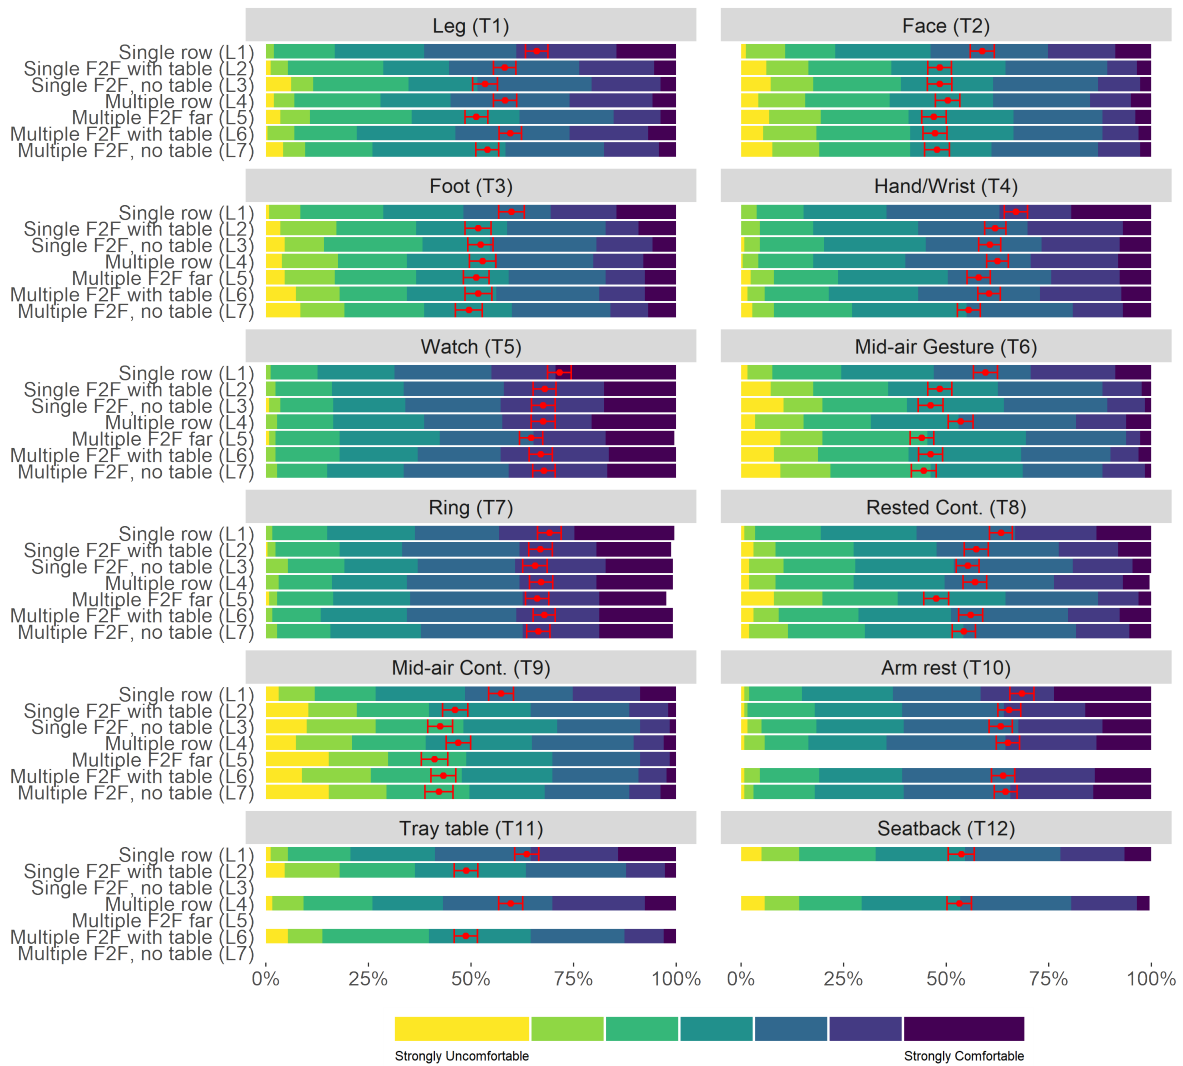 Leg (T1)
Face (T2)
Single row (L1)
Single F2F with table (L2)
Single F2F, no table (L3)
Multiple row (L4)
Multiple F2F far (L5)
Multiple F2F with table (L6)
Multiple F2F, no table (L7)
Foot (T3)
Hand/Wrist (T4)
Single row (L1)
Single F2F with table (L2)
Single F2F, no table (L3)
Multiple row (L4)
Multiple F2F far (L5)
Multiple F2F with table (L6)
Multiple F2F, no table (L7)
Watch (T5)
Mid-air Gesture (T6)
Single row (L1)
Single F2F with table (L2)
Single F2F, no table (L3)
Multiple row (L4)
Multiple F2F far (L5)
Multiple F2F with table (L6)
Multiple F2F, no table (L7)
Ring (T7)
Rested Cont. (T8)
Single row (L1)
Single F2F with table (L2)
Single F2F, no table (L3)
Multiple row (L4)
Multiple F2F far (L5)
Multiple F2F with table (L6)
Multiple F2F, no table (L7)
Mid-air Cont. (T9)
Arm rest (T10)
Single row (L1)
Single F2F with table (L2)
Single F2F, no table (L3)
Multiple row (L4)
Multiple F2F far (L5)
Multiple F2F with table (L6)
Multiple F2F, no table (L7)
Tray table (T11)
Seatback (T12)
Single row (L1)
Single F2F with table (L2)
Single F2F, no table (L3)
Multiple row (L4)
Multiple F2F far (L5)
Multiple F2F with table (L6)
Multiple F2F, no table (L7)
0% 25% 50% 75% 100%
0% 25% 50% 75% 100%
Strongly Uncomfortable
Strongly Comfortable